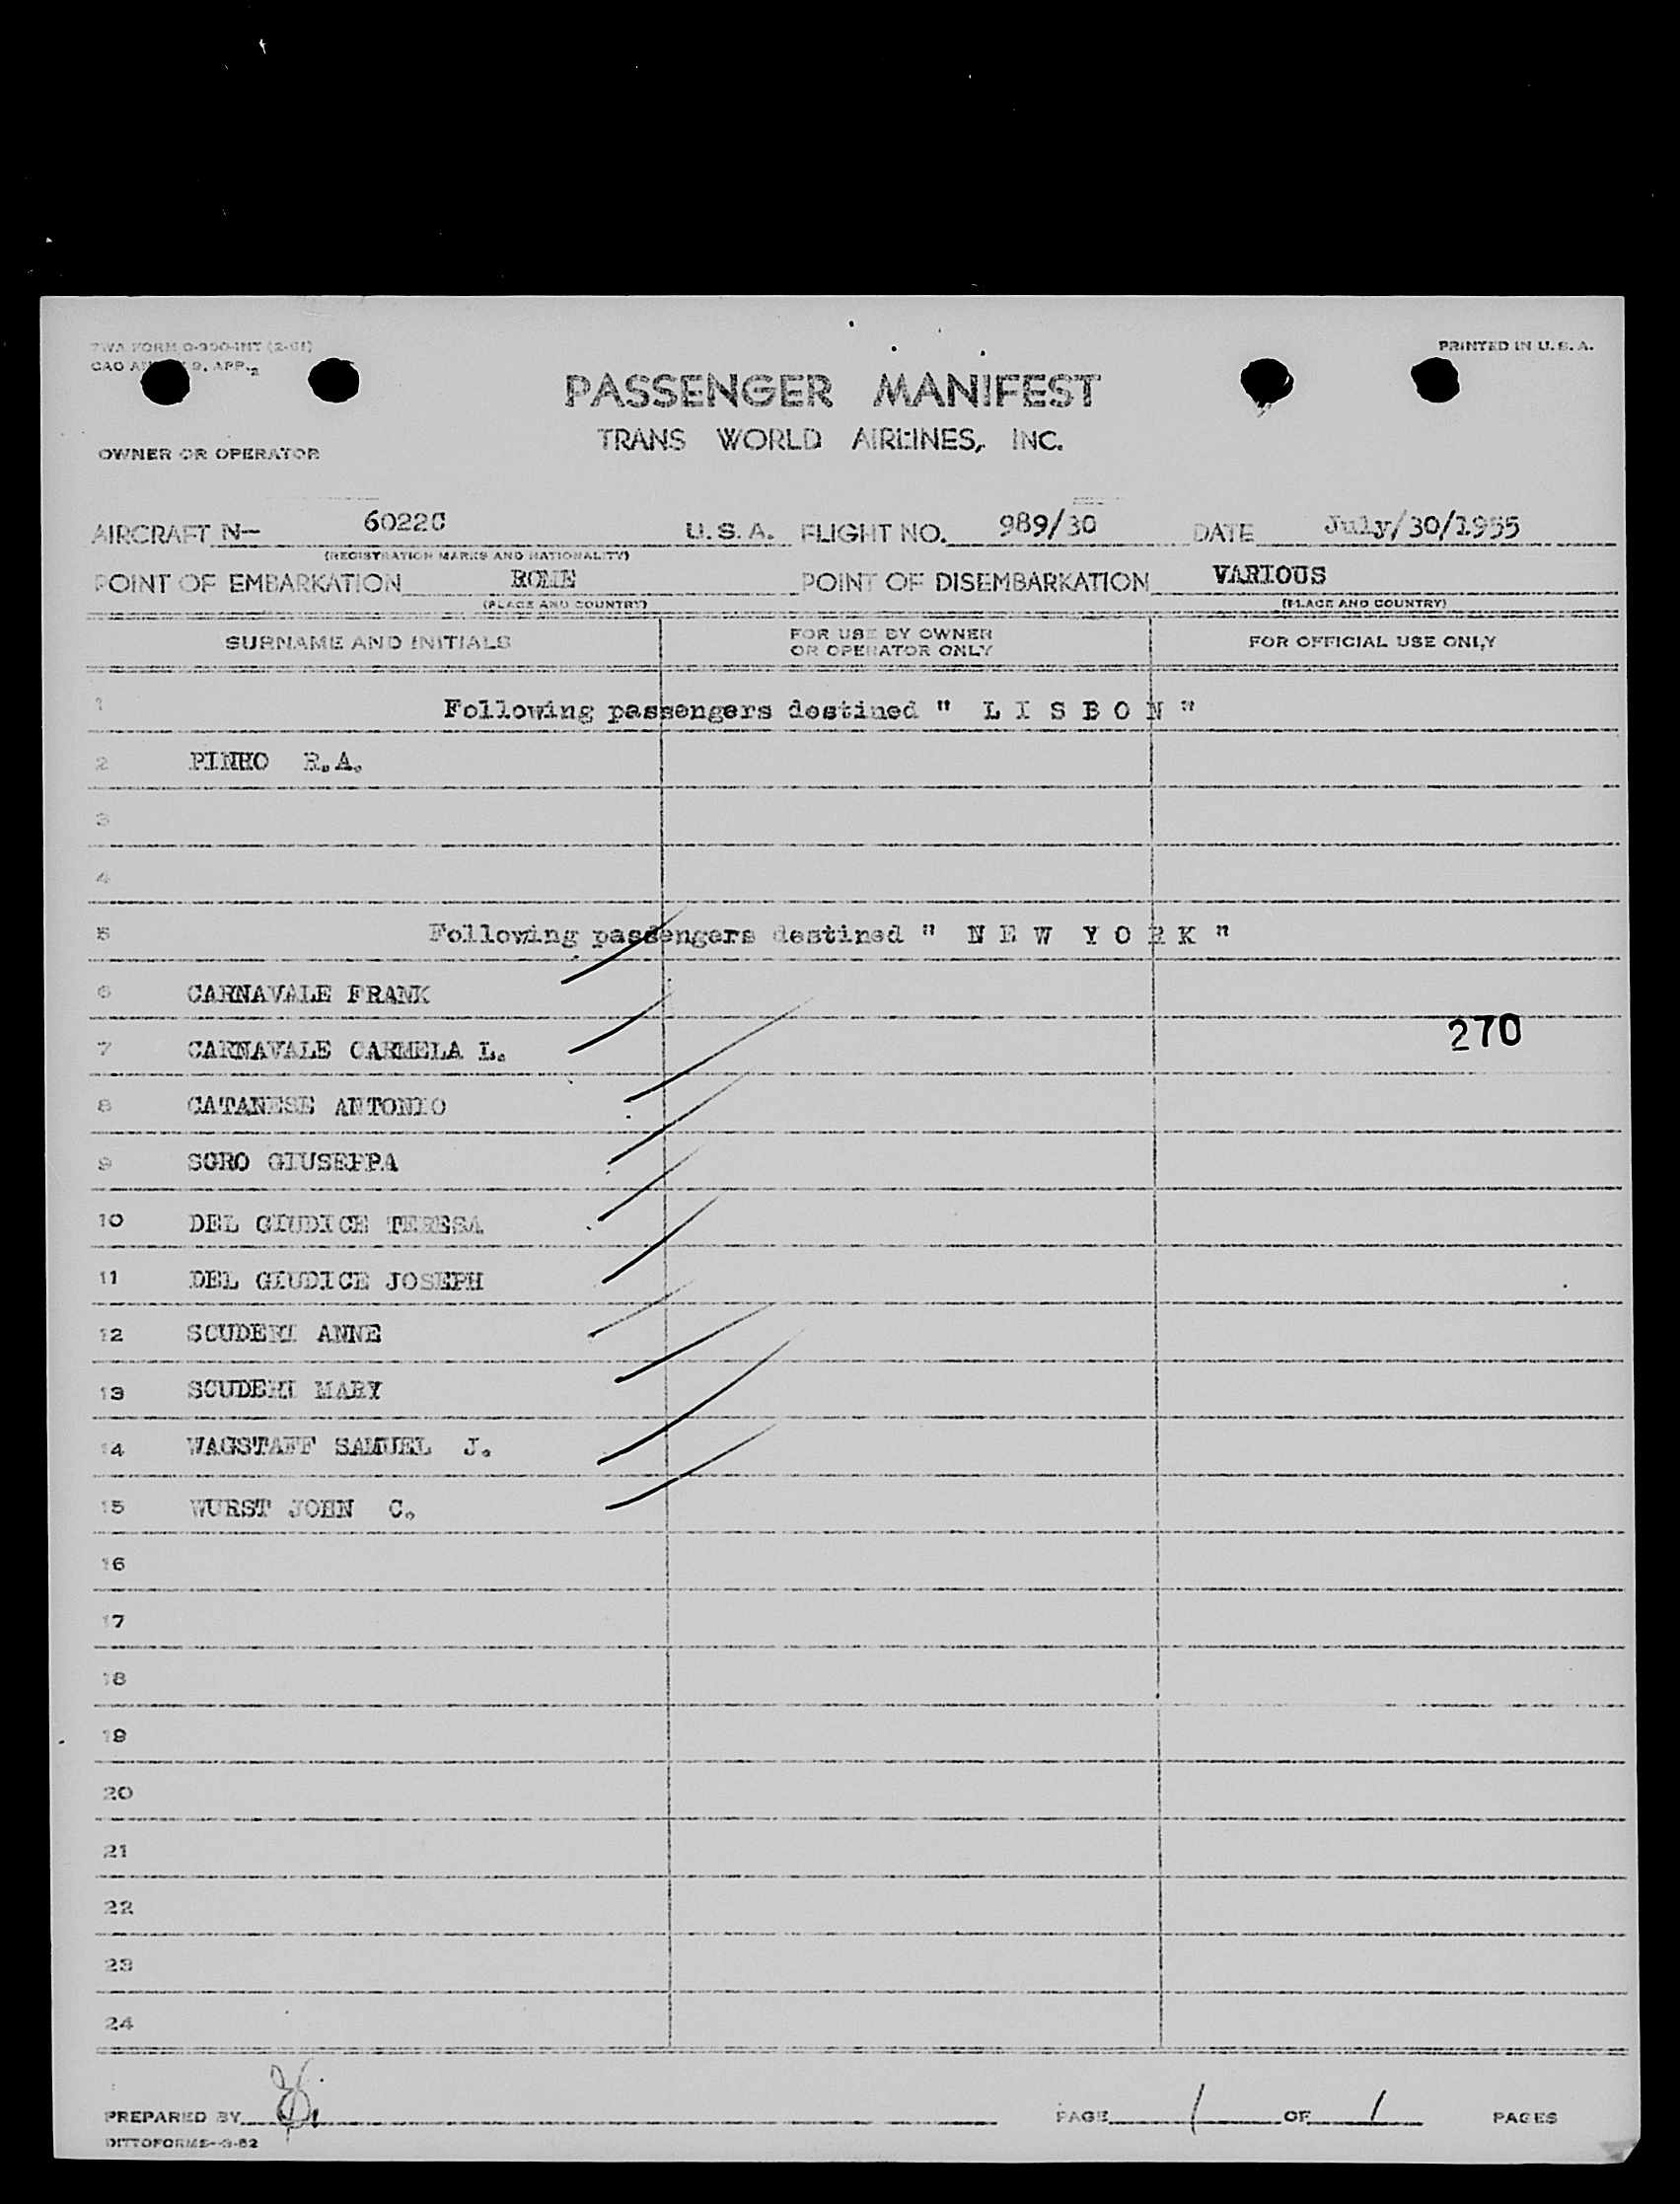 TWA FORM O-900-INT (2-51)
PRINTED IN U. S. A.
CAO 9, APP. 2
PASSENGER MANIFEST
TRANS WORLD AIRLINES, INC.
OWNER OR OPERATOR
AIRCRAFT N- 6022C U. S. A. FLIGHT NO. 989/30 DATE July/30/1955
(REGISTRATION MARKS AND NATIONALITY)
POINT OF EMBARKATION ROME POINT OF DISEMBARKATION VARIOUS
(PLACE AND COUNTRY) (PLACE AND COUNTRY)
SURNAME AND INITIALS FOR USE BY OWNER OR OPERATOR ONLY FOR OFFICIAL USE ONLY
1 Following passengers destined " L I S B O N "
2 PINHO R.A.
3
4
5 Following passengers destined " N E W Y O R K "
6 CARNAVALE FRANK
270
7 CARNAVALE CARMELA L.
8 CATANESE ANTONIO
9 SGRO GIUSEPPA
10 DEL GIUDICE TERESA
11 DEL GIUDICE JOSEPH
12 SCUDERI ANNE
13 SCUDERI MARY
14 WAGSTAFF SAMUEL J.
15 WURST JOHN C.
16
17
18
19
20
21
22
23
24
PREPARED BY PAGE 1 OF 1 PAGES
DITTOFORMS--9-52